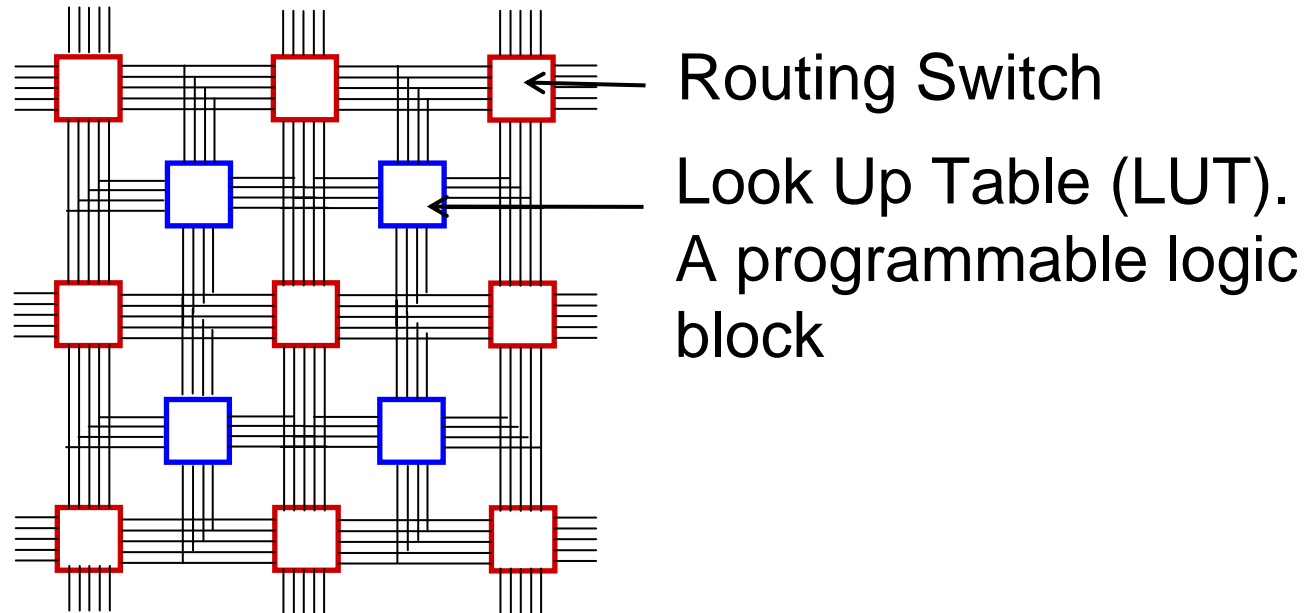 Routing Switch
Look Up Table (LUT).
A programmable logic
block